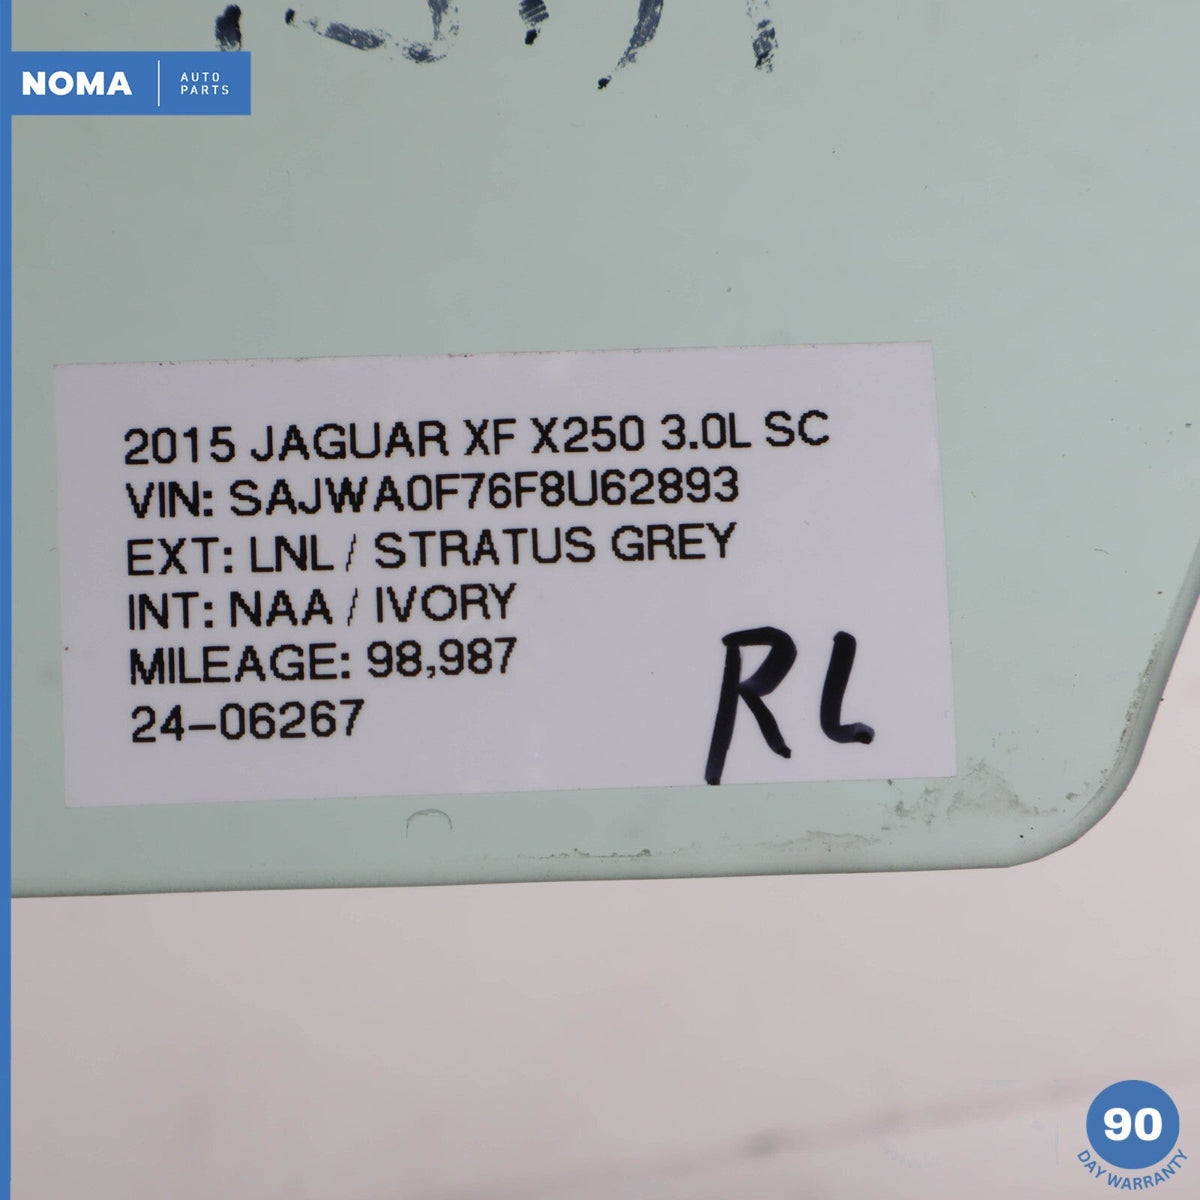 NOMA AUTO PARTS
2015 JAGUAR XF X250 3.0L SC
VIN: SAJWA0F76F8U62893
EXT: LNL / STRATUS GREY
INT: NAA / IVORY
MILEAGE: 98,987
24-06267
RL
90
DAY WARRANTY